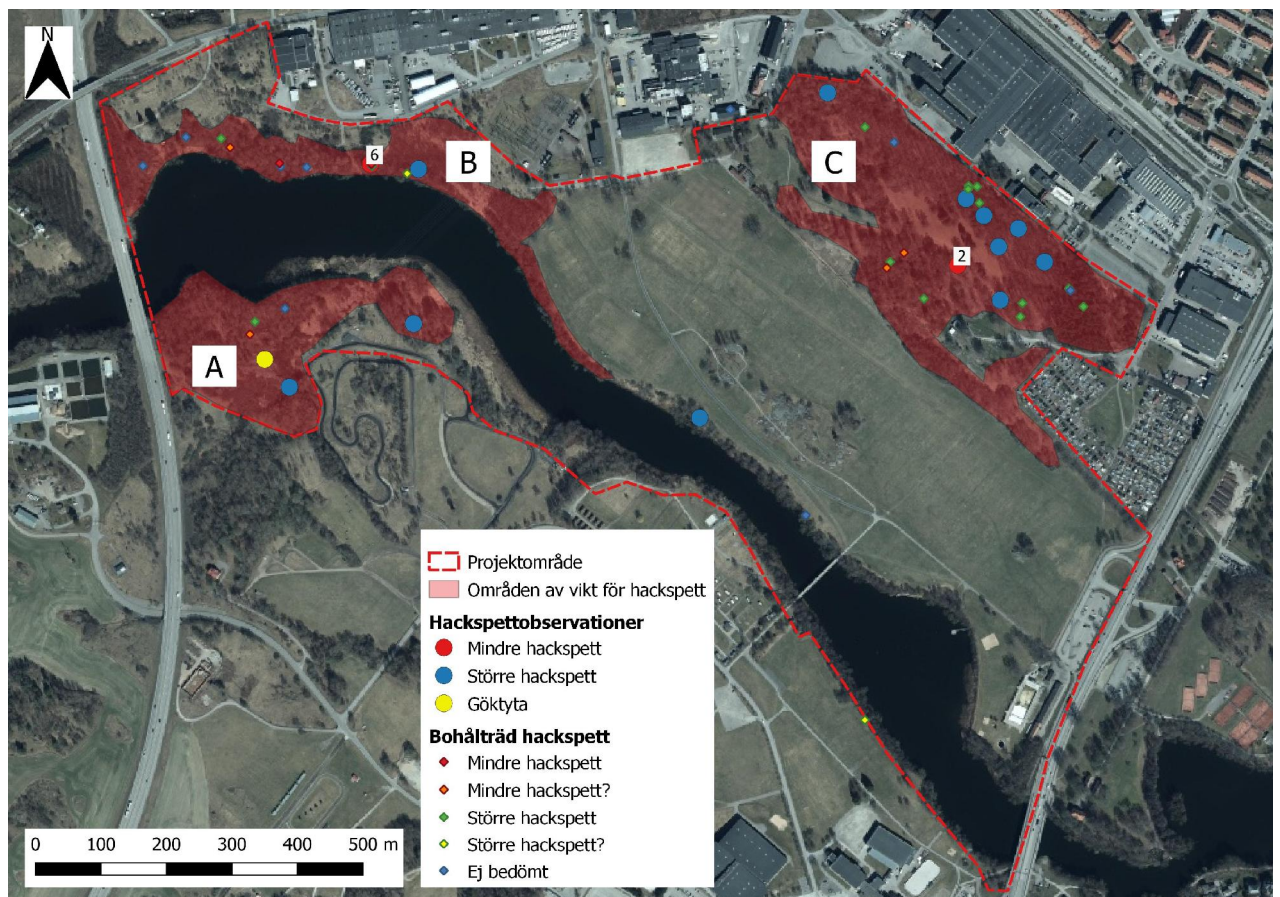 N
6
B
C
2
A
Projektområde
Områden av vikt för hackspett
Hackspettobservationer
Mindre hackspett
Större hackspett
Göktyta
Bohålträd hackspett
Mindre hackspett
Mindre hackspett?
Större hackspett
Större hackspett?
Ej bedömt
0 100 200 300 400 500 m